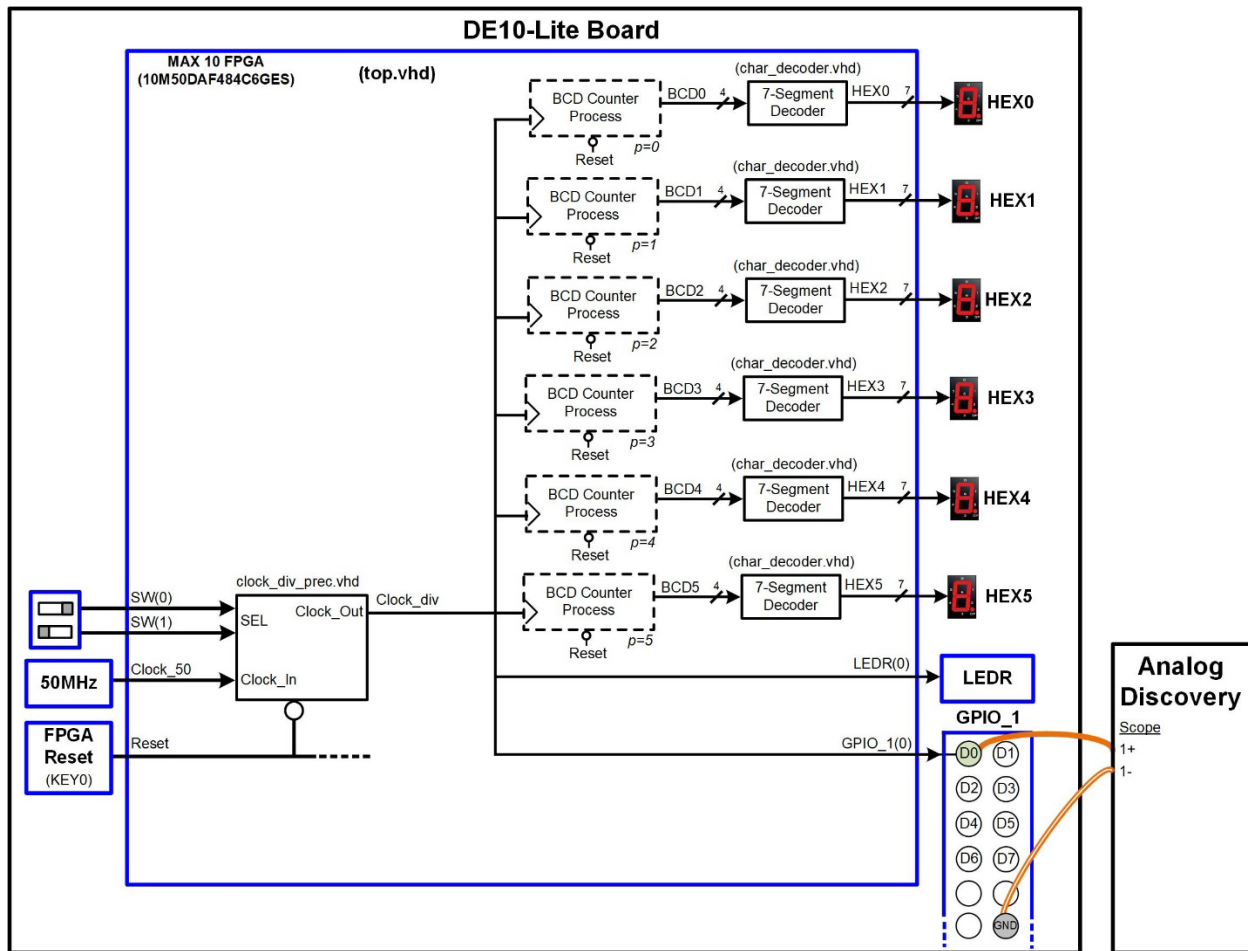 DE10-Lite Board
MAX 10 FPGA
(10M50DAF484C6GES)
(top.vhd)
BCD Counter
Process
p=0
Reset
BCD0
4
(char_decoder.vhd)
7-Segment
Decoder
HEX0
7
HEX0
BCD Counter
Process
p=1
Reset
BCD1
4
(char_decoder.vhd)
7-Segment
Decoder
HEX1
7
HEX1
BCD Counter
Process
p=2
Reset
BCD2
4
(char_decoder.vhd)
7-Segment
Decoder
HEX2
7
HEX2
BCD Counter
Process
p=3
Reset
BCD3
4
(char_decoder.vhd)
7-Segment
Decoder
HEX3
7
HEX3
BCD Counter
Process
p=4
Reset
BCD4
4
(char_decoder.vhd)
7-Segment
Decoder
HEX4
7
HEX4
BCD Counter
Process
p=5
Reset
BCD5
4
(char_decoder.vhd)
7-Segment
Decoder
HEX5
7
HEX5
clock_div_prec.vhd
SW(0)
SW(1)
SEL
Clock_Out
Clock_div
50MHz
Clock_50
Clock_In
FPGA
Reset
(KEY0)
Reset
LEDR(0)
LEDR
GPIO_1
GPIO_1(0)
D0 D1
D2 D3
D4 D5
D6 D7
GND
Analog
Discovery
Scope
1+
1-